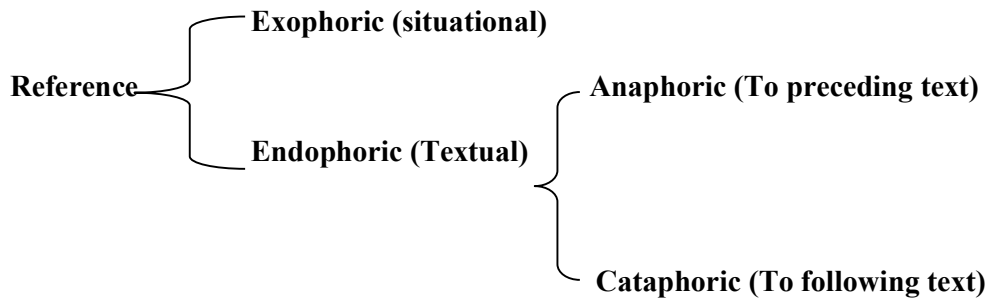 Exophoric (situational)
Reference
Anaphoric (To preceding text)
Endophoric (Textual)
Cataphoric (To following text)